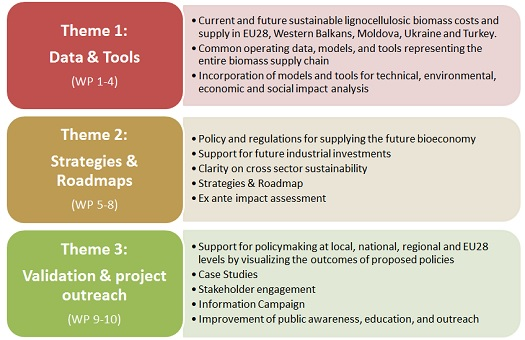 Theme 1:
Data & Tools
(WP 1-4)
• Current and future sustainable lignocellulosic biomass costs and
supply in EU28, Western Balkans, Moldova, Ukraine and Turkey.
• Common operating data, models, and tools representing the
entire biomass supply chain
• Incorporation of models and tools for technical, environmental,
economic and social impact analysis
Theme 2:
Strategies &
Roadmaps
(WP 5-8)
• Policy and regulations for supplying the future bioeconomy
• Support for future industrial investments
• Clarity on cross sector sustainability
• Strategies & Roadmap
• Ex ante impact assessment
Theme 3:
Validation & project
outreach
(WP 9-10)
• Support for policymaking at local, national, regional and EU28
levels by visualizing the outcomes of proposed policies
• Case Studies
• Stakeholder engagement
• Information Campaign
• Improvement of public awareness, education, and outreach